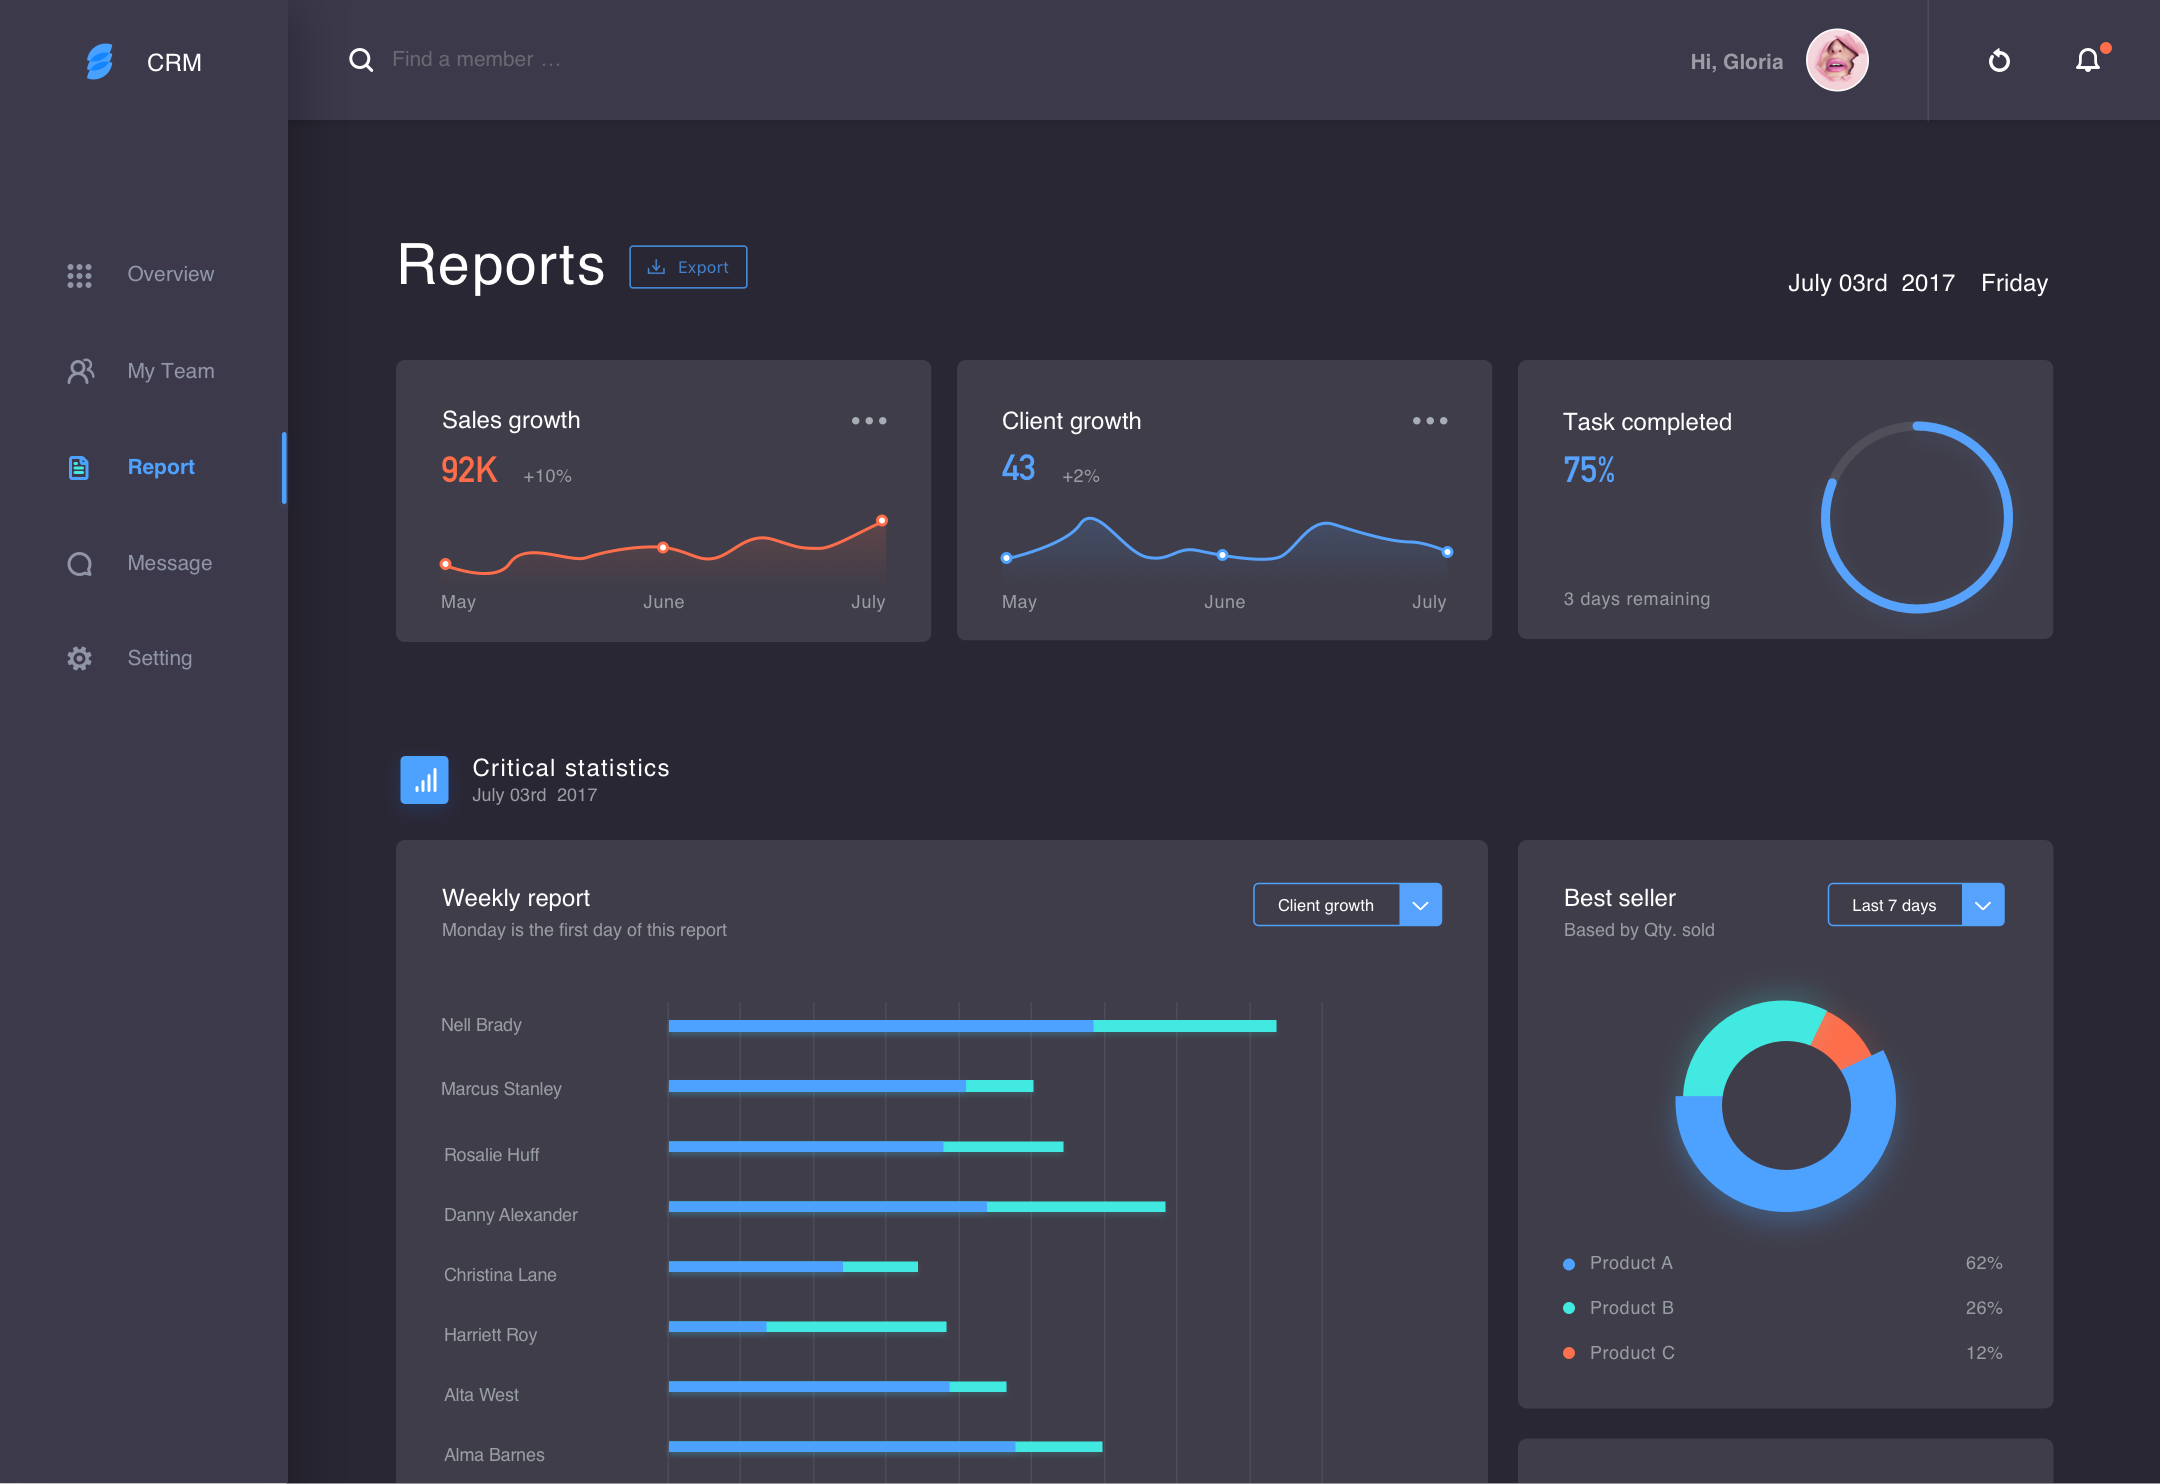 CRM
Find a member ...
Hi, Gloria
Overview
My Team
Report
Message
Setting
Reports
Export
July 03rd 2017 Friday
Sales growth
92K +10%
May June July
Client growth
43 +2%
May June July
Task completed
75%
3 days remaining
Critical statistics
July 03rd 2017
Weekly report
Monday is the first day of this report
Client growth
Nell Brady
Marcus Stanley
Rosalie Huff
Danny Alexander
Christina Lane
Harriett Roy
Alta West
Alma Barnes
Best seller
Based by Qty. sold
Last 7 days
Product A 62%
Product B 26%
Product C 12%